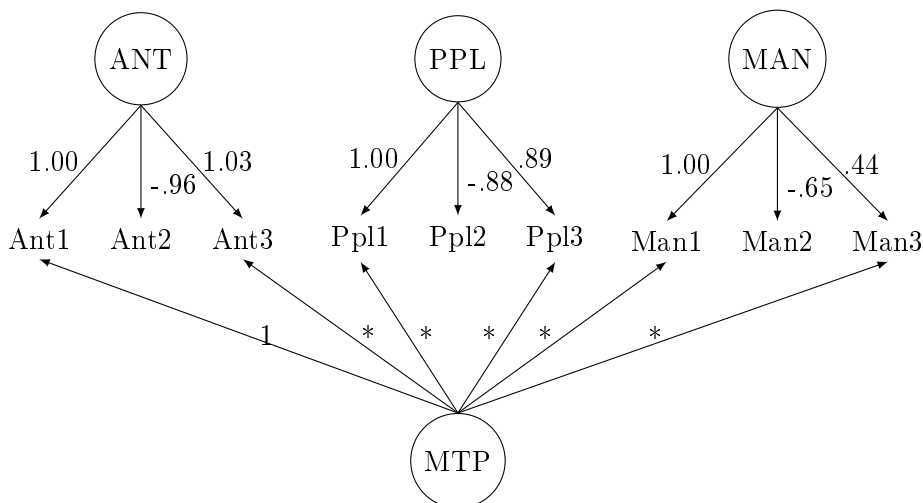 ANT PPL MAN
1.00 -.96 1.03 1.00 -.88 .89 1.00 -.65 .44
Ant1 Ant2 Ant3 Ppl1 Ppl2 Ppl3 Man1 Man2 Man3
1 * * * * *
MTP